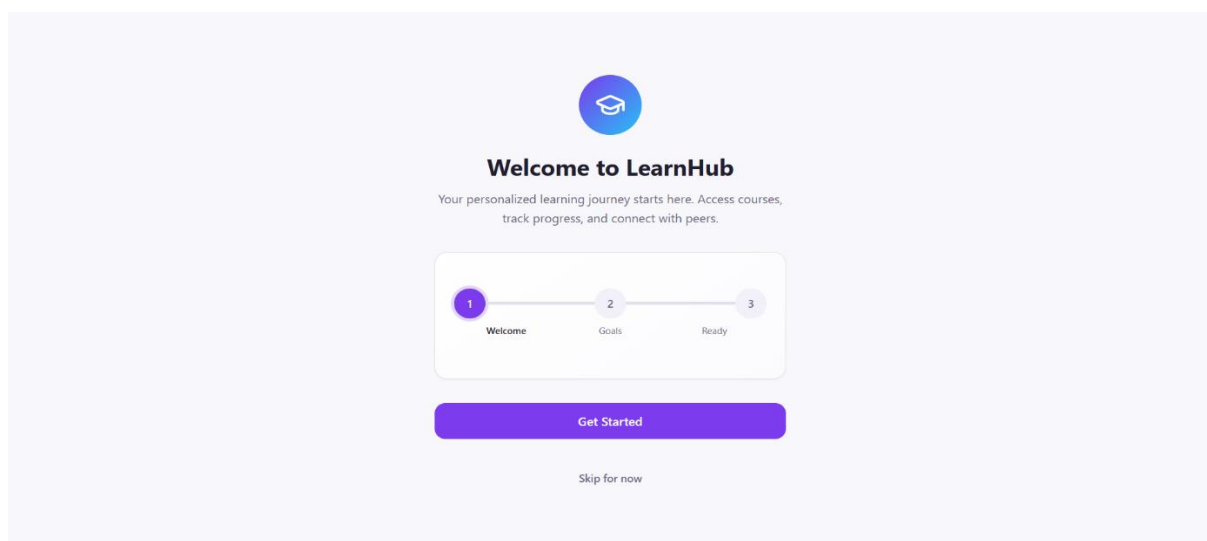 Welcome to LearnHub
Your personalized learning journey starts here. Access courses,
track progress, and connect with peers.
1 2 3
Welcome Goals Ready
Get Started
Skip for now